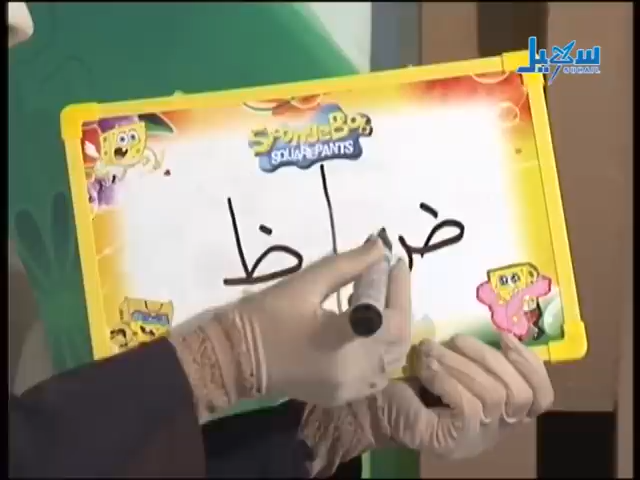 سهيل
SUHAIL
SpongeBob
SQUAREPANTS
ض ظ